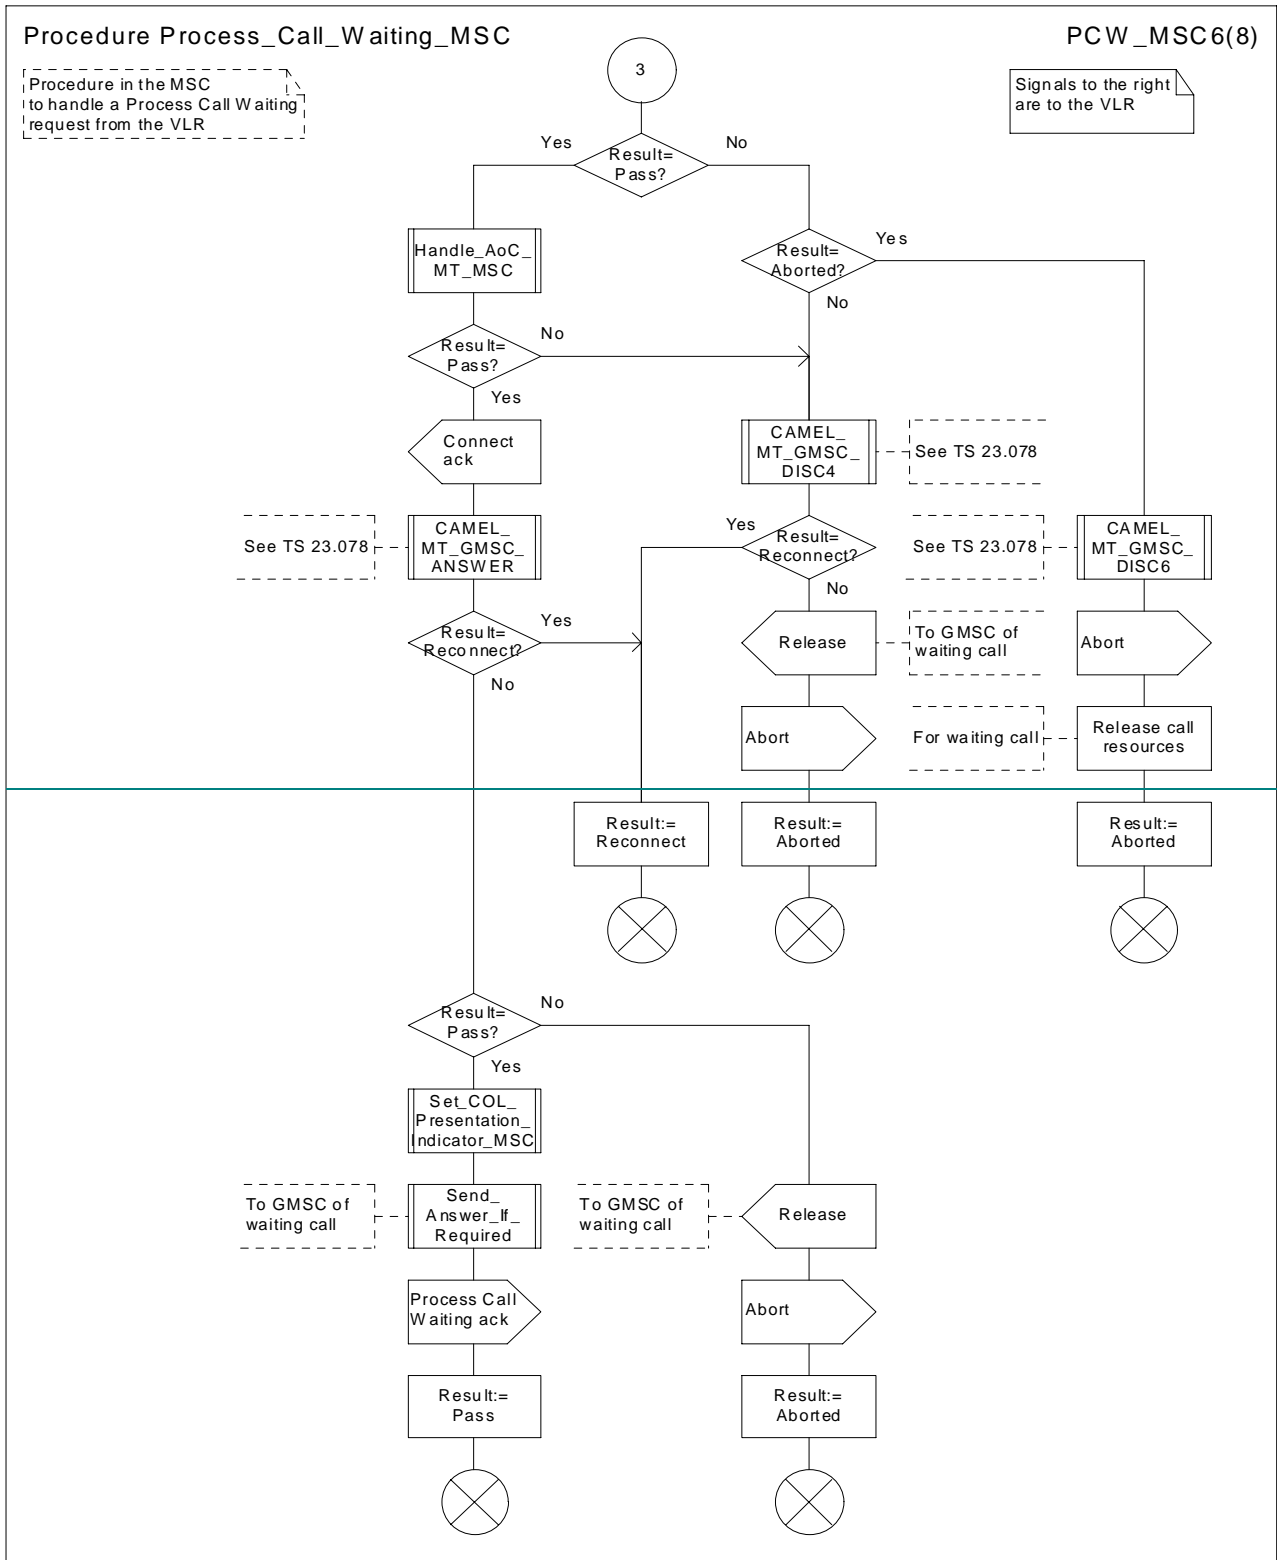 Procedure Process_Call_Waiting_MSC
PCW_MSC6(8)
Procedure in the MSC
to handle a Process Call Waiting
request from the VLR
Signals to the right
are to the VLR
3
Yes
No
Result=
Pass?
Handle_AoC_
MT_MSC
Result=
Aborted?
Yes
No
Result=
Pass?
No
Yes
Connect
ack
CAMEL_
MT_GMSC_
DISC4
See TS 23.078
See TS 23.078
CAMEL_
MT_GMSC_
ANSWER
Yes
Result=
Reconnect?
No
See TS 23.078
CAMEL_
MT_GMSC_
DISC6
Result=
Reconnect?
Yes
No
Release
To GMSC of
waiting call
Abort
Abort
For waiting call
Release call
resources
Result:=
Reconnect
Result:=
Aborted
Result:=
Aborted
Result=
Pass?
No
Yes
Set_COL_
Presentation_
Indicator_MSC
To GMSC of
waiting call
Send_
Answer_If_
Required
To GMSC of
waiting call
Release
Process Call
Waiting ack
Abort
Result:=
Pass
Result:=
Aborted